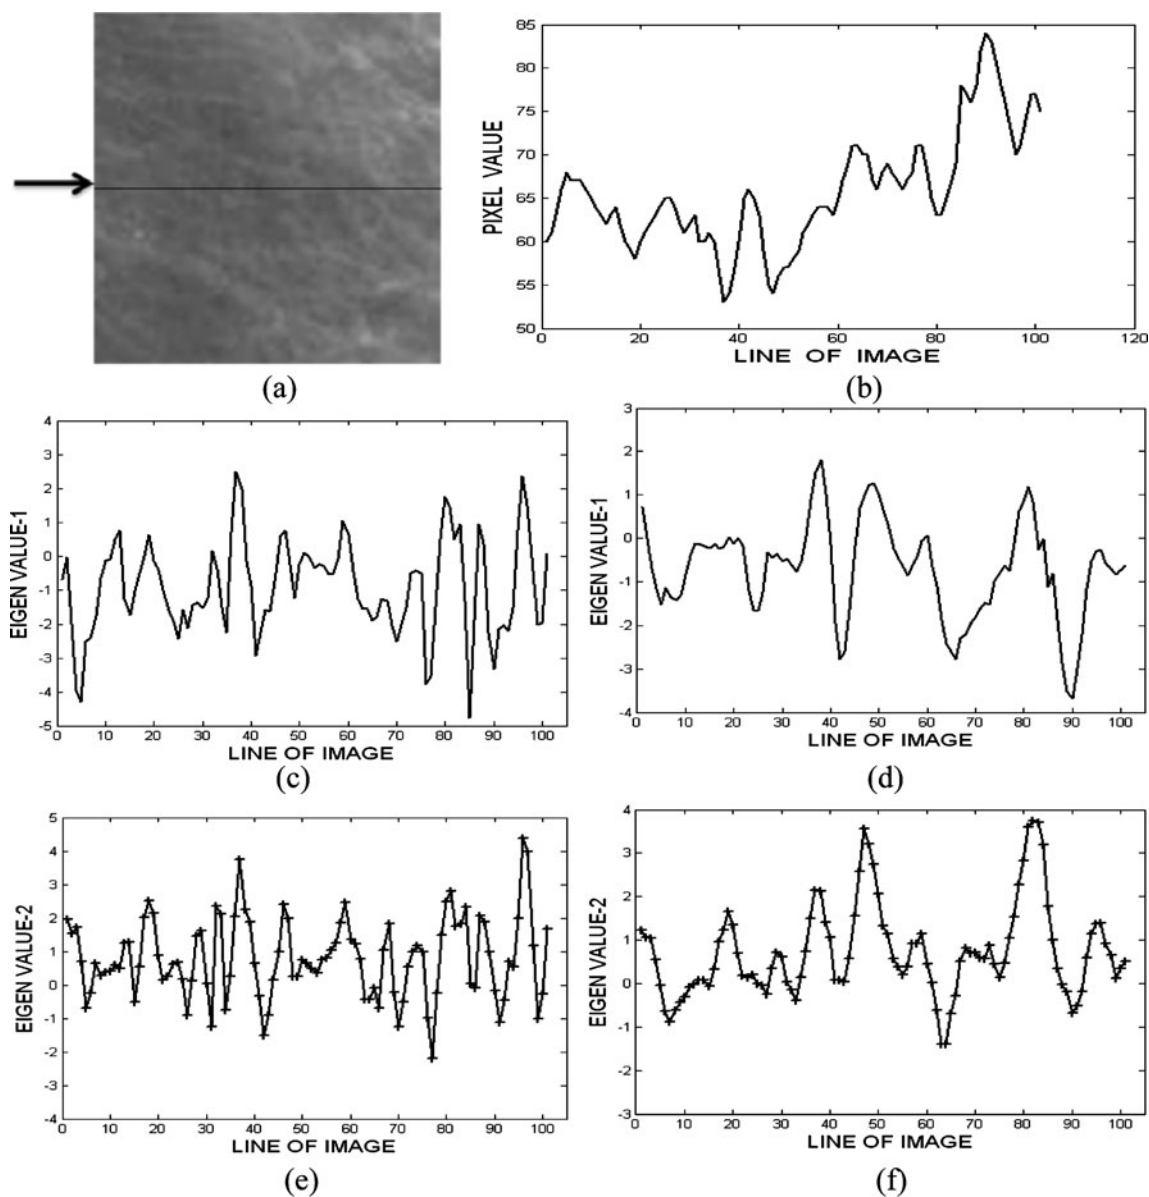 (a)
PIXEL VALUE
85
80
75
70
65
60
55
50
0 20 40 60 80 100 120
LINE OF IMAGE
(b)
EIGEN VALUE-1
4
3
2
1
0
-1
-2
-3
-4
-5
0 10 20 30 40 50 60 70 80 90 100
LINE OF IMAGE
(c)
EIGEN VALUE-1
3
2
1
0
-1
-2
-3
-4
0 10 20 30 40 50 60 70 80 90 100
LINE OF IMAGE
(d)
EIGEN VALUE-2
5
4
3
2
1
0
-1
-2
-3
-4
0 10 20 30 40 50 60 70 80 90 100
LINE OF IMAGE
(e)
EIGEN VALUE-2
4
3
2
1
0
-1
-2
-3
0 10 20 30 40 50 60 70 80 90 100
LINE OF IMAGE
(f)